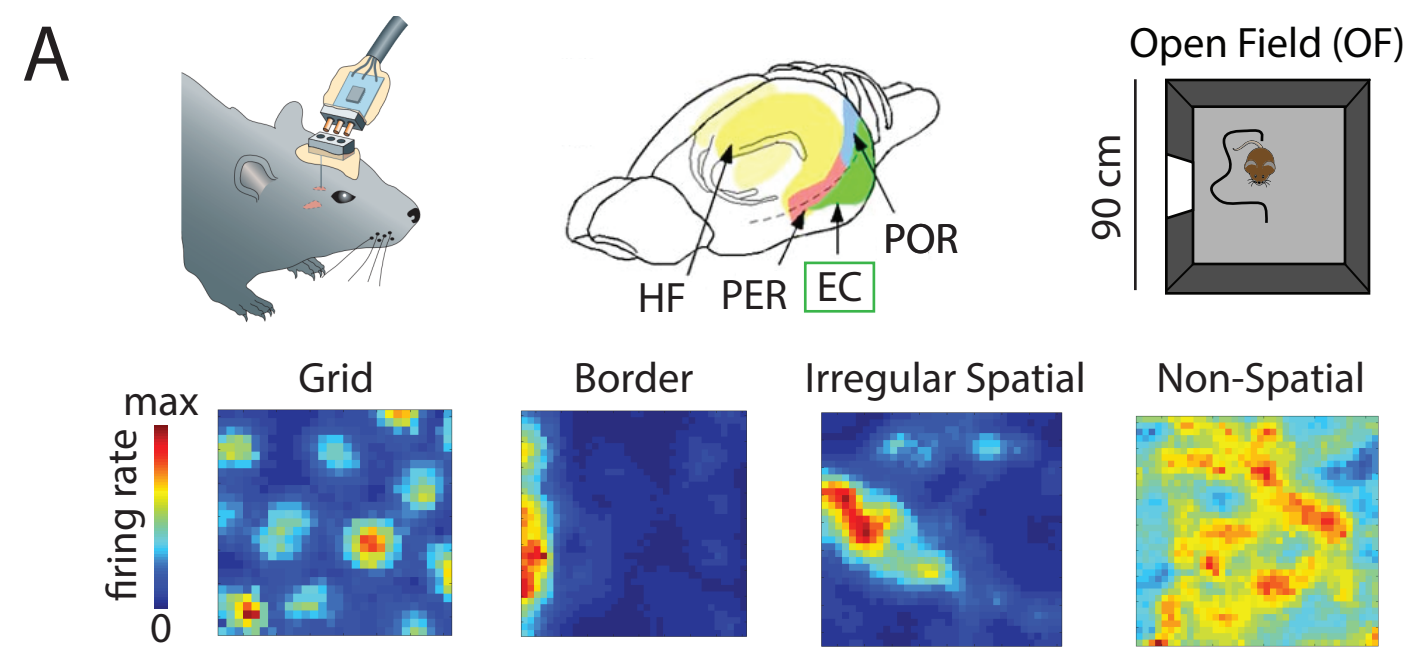 A
Open Field (OF)
90 cm
HF
PER
EC
POR
Grid
Border
Irregular Spatial
Non-Spatial
max
firing rate
0